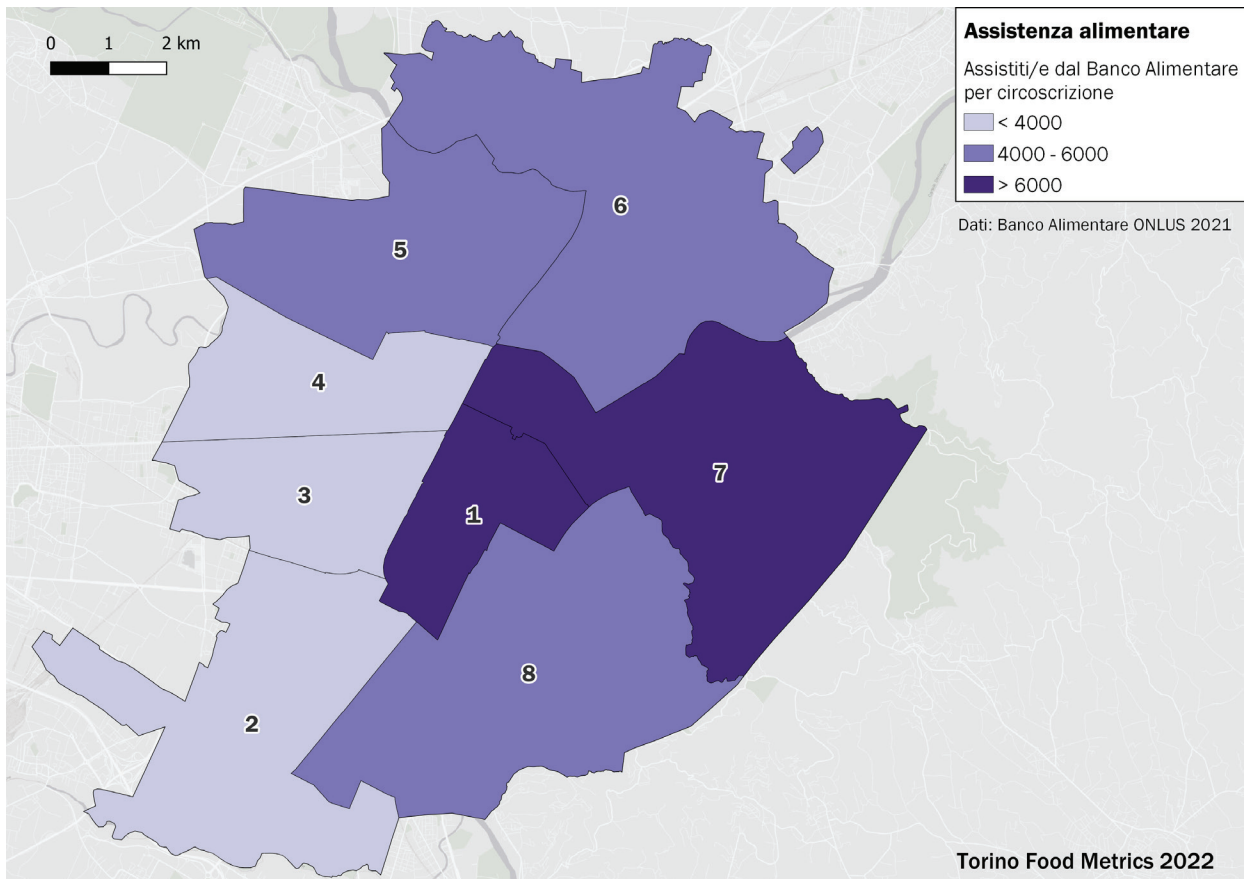 0 1 2 km
Assistenza alimentare
Assistiti/e dal Banco Alimentare
per circoscrizione
< 4000
4000 - 6000
> 6000
Dati: Banco Alimentare ONLUS 2021
6
5
4
7
3
1
8
2
Torino Food Metrics 2022